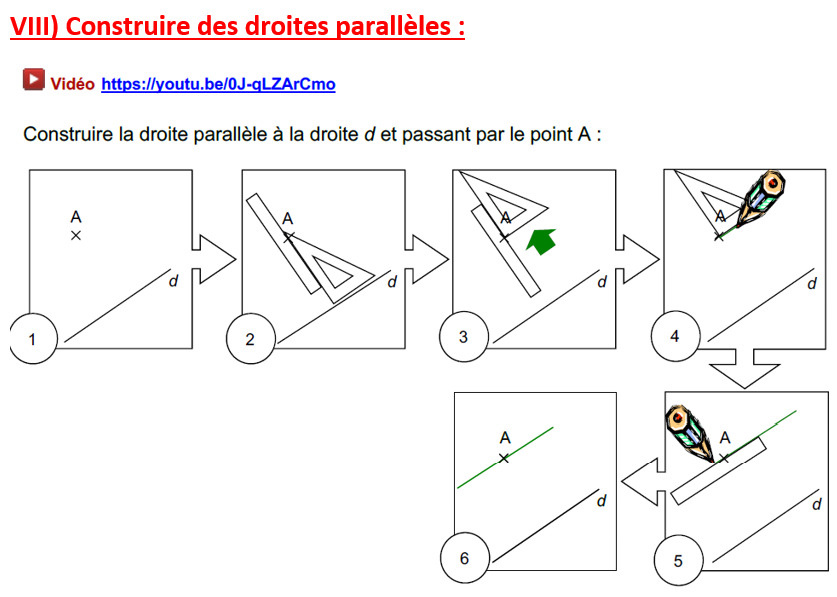 VIII) Construire des droites parallèles :
Vidéo https://youtu.be/0J-qLZArCmo
Construire la droite parallèle à la droite d et passant par le point A :
A
d
1
A
d
2
A
d
3
A
d
4
A
d
5
A
d
6